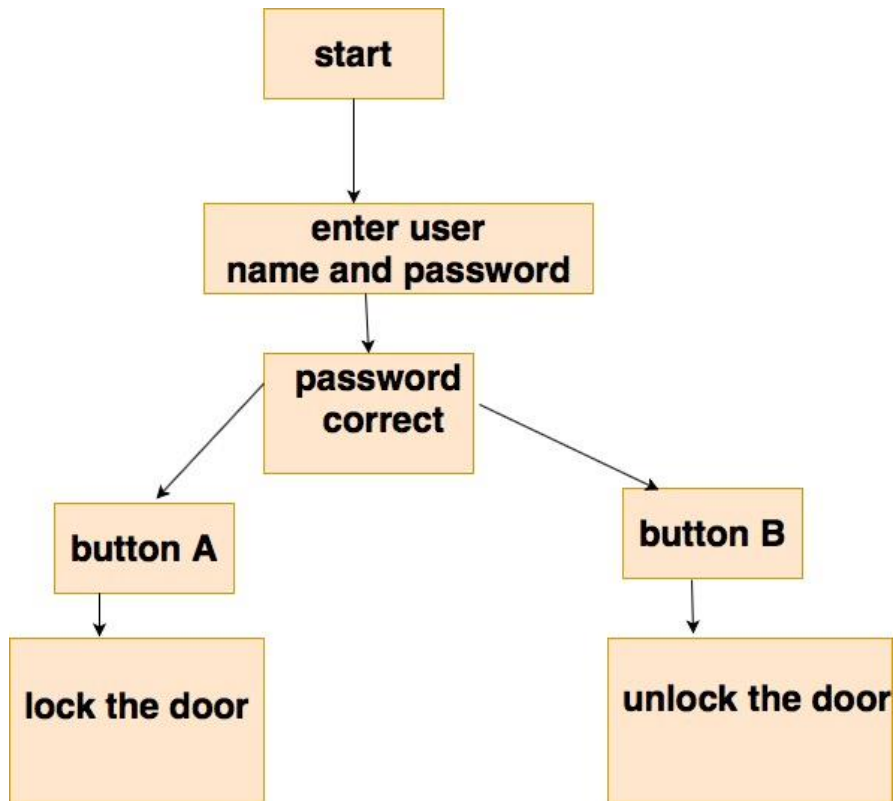 start
enter user
name and password
password
correct
button A
button B
lock the door
unlock the door